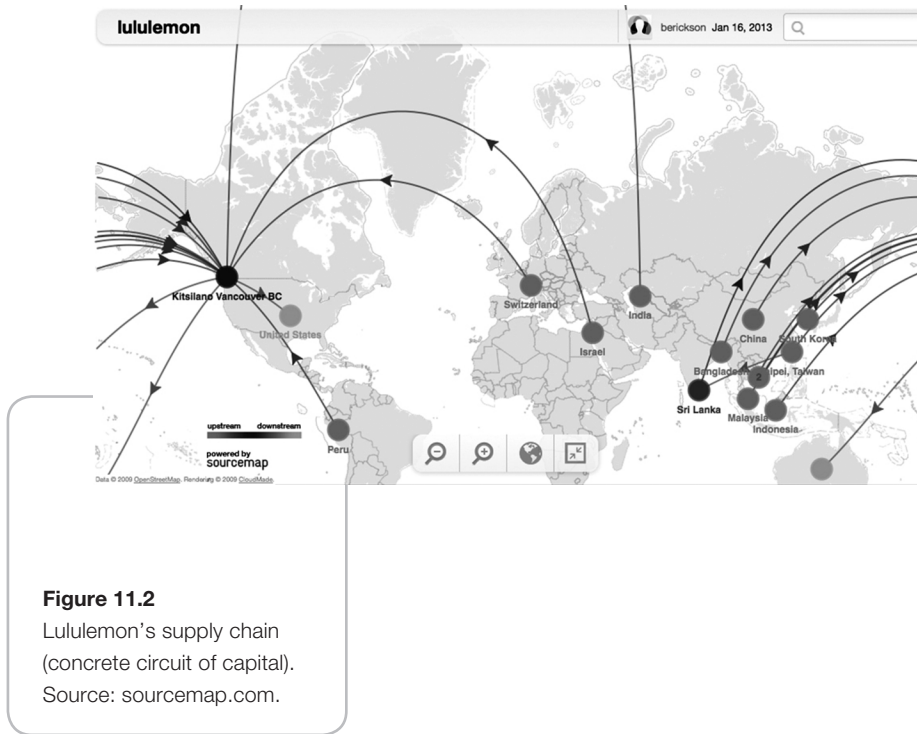 lululemon
berickson Jan 16, 2013
Kitsilano Vancouver BC
United States
Switzerland
India
Israel
China
South Korea
Bangladesh
Taipei, Taiwan
2
Sri Lanka
Malaysia
Indonesia
Peru
upstream downstream
powered by
sourcemap
Data © 2009 OpenStreetMap. Rendering © 2009 CloudMade.
Figure 11.2
Lululemon’s supply chain
(concrete circuit of capital).
Source: sourcemap.com.